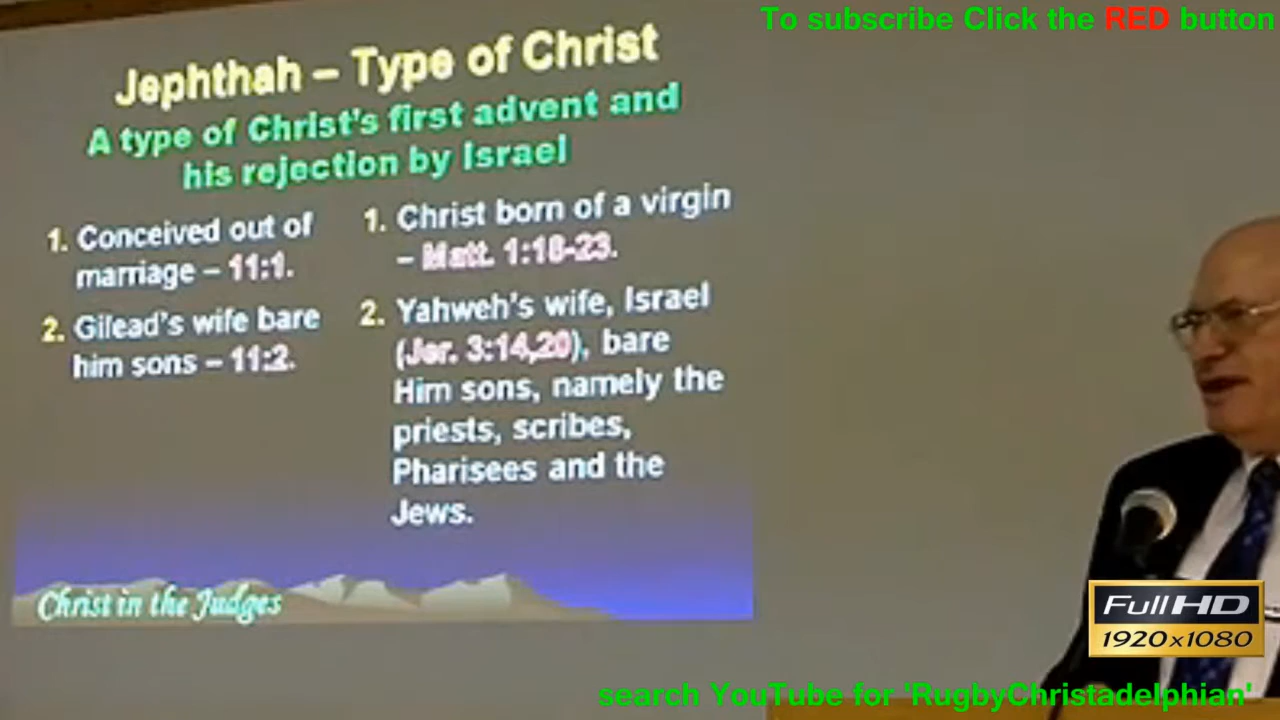 To subscribe Click the RED button
Jephthah – Type of Christ
A type of Christ's first advent and
his rejection by Israel
1. Conceived out of
marriage – 11:1.
2. Gilead's wife bare
him sons – 11:2.
1. Christ born of a virgin
– Matt. 1:18-23.
2. Yahweh's wife, Israel
(Jer. 3:14,20), bare
Him sons, namely the
priests, scribes,
Pharisees and the
Jews.
Christ in the Judges
Full HD
1920x1080
search YouTube for 'RugbyChristadelphian'